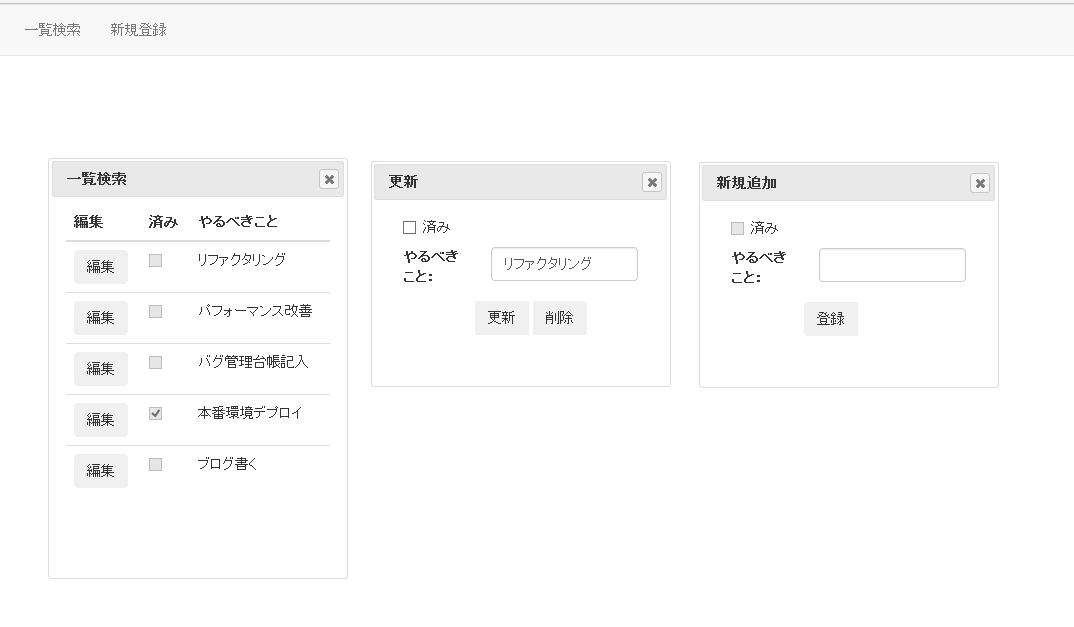 一覧検索 新規登録
一覧検索
編集 済み やるべきこと
編集 リファクタリング
編集 パフォーマンス改善
編集 バグ管理台帳記入
編集 本番環境デプロイ
編集 ブログ書く
更新
済み
やるべき
こと:
リファクタリング
更新 削除
新規追加
済み
やるべき
こと:
登録